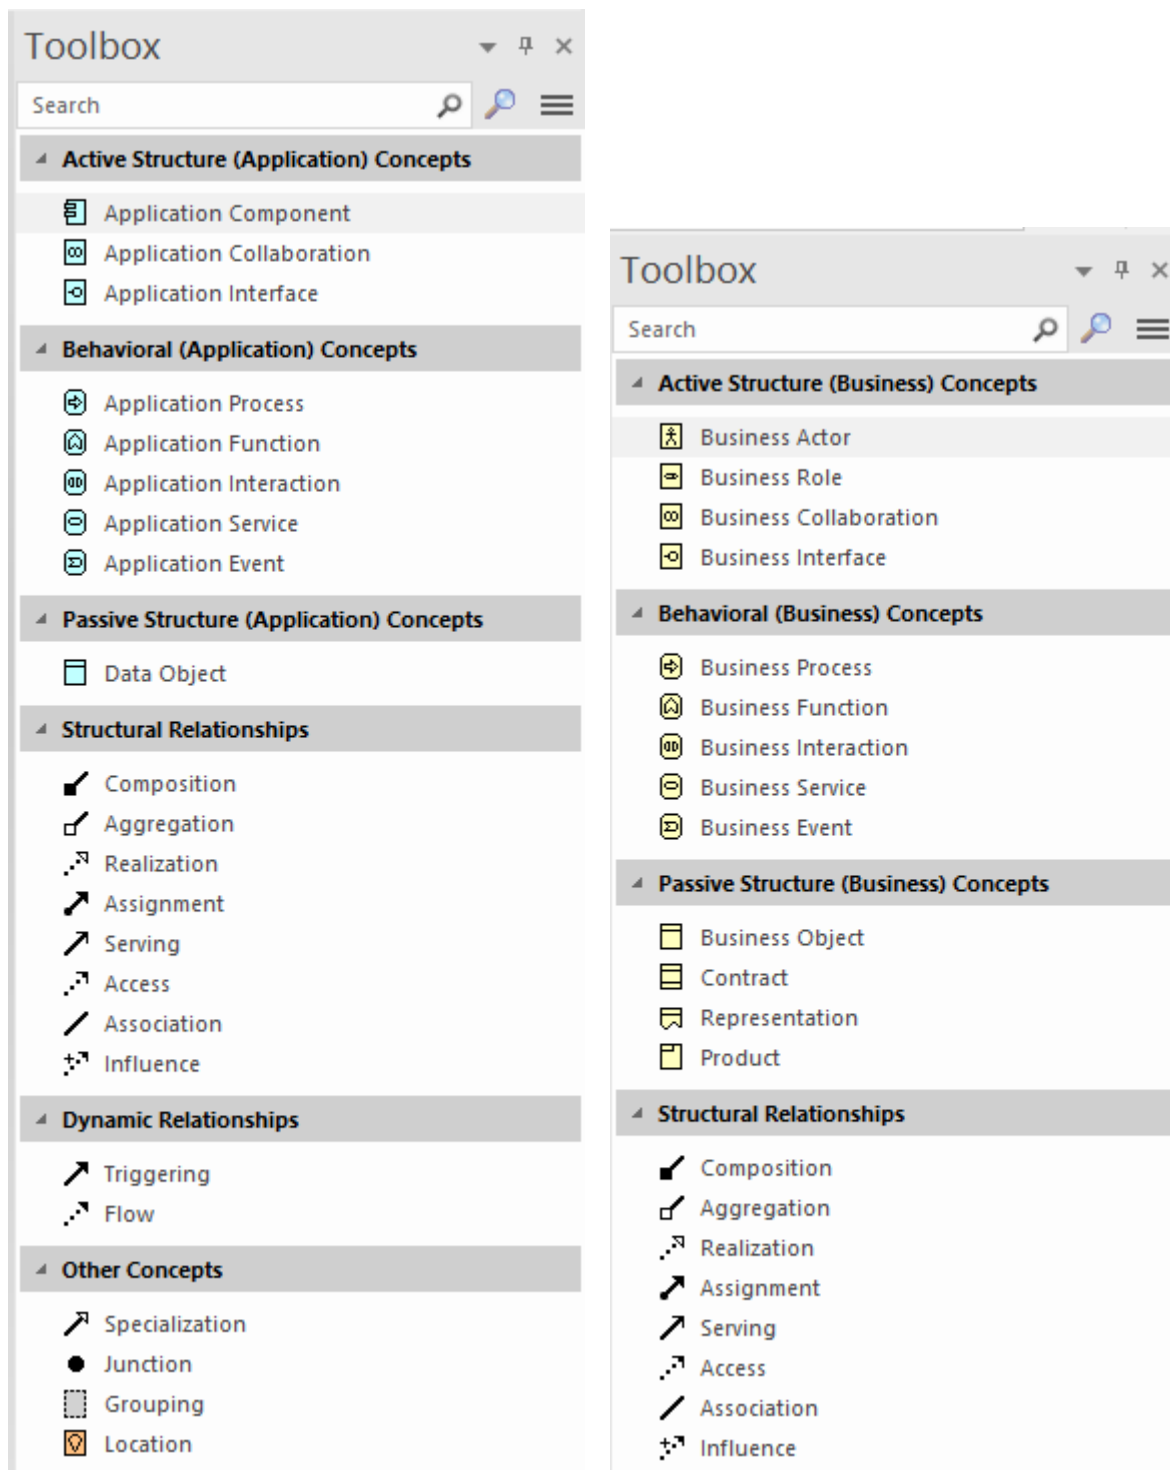 Toolbox
Search
Active Structure (Application) Concepts
Application Component
Application Collaboration
Application Interface
Behavioral (Application) Concepts
Application Process
Application Function
Application Interaction
Application Service
Application Event
Passive Structure (Application) Concepts
Data Object
Structural Relationships
Composition
Aggregation
Realization
Assignment
Serving
Access
Association
Influence
Dynamic Relationships
Triggering
Flow
Other Concepts
Specialization
Junction
Grouping
Location
Toolbox
Search
Active Structure (Business) Concepts
Business Actor
Business Role
Business Collaboration
Business Interface
Behavioral (Business) Concepts
Business Process
Business Function
Business Interaction
Business Service
Business Event
Passive Structure (Business) Concepts
Business Object
Contract
Representation
Product
Structural Relationships
Composition
Aggregation
Realization
Assignment
Serving
Access
Association
Influence